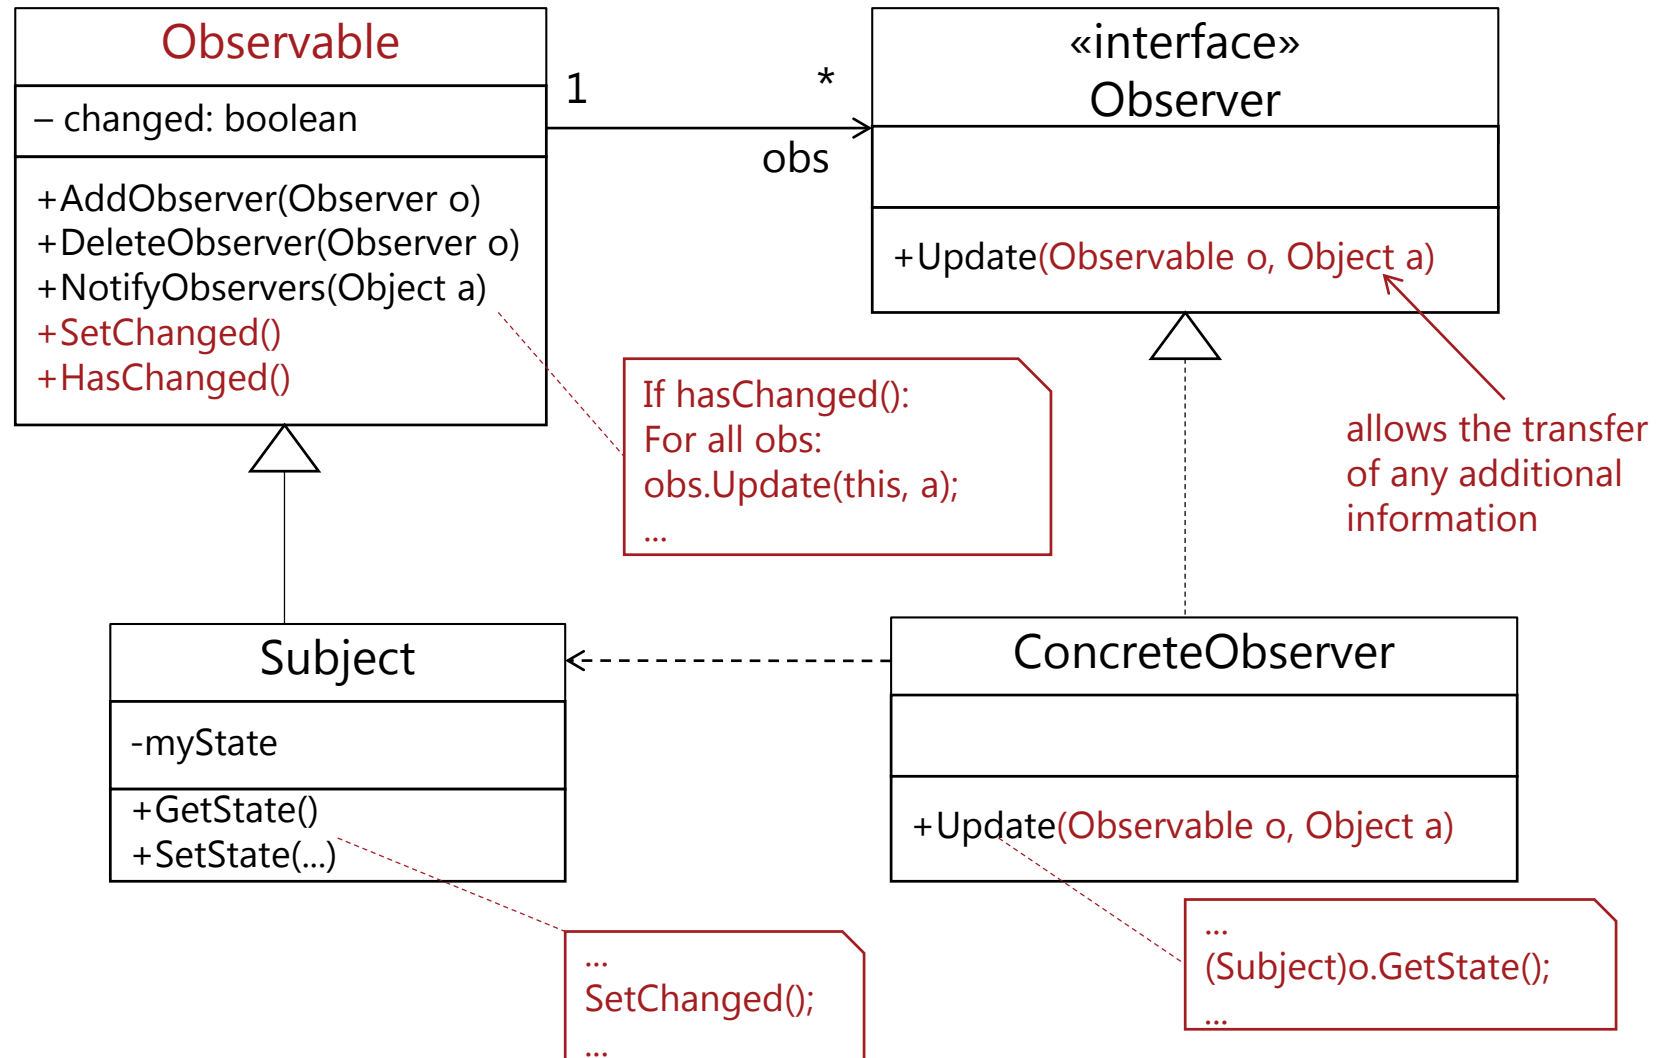 Observable
– changed: boolean
+AddObserver(Observer o)
+DeleteObserver(Observer o)
+NotifyObservers(Object a)
+SetChanged()
+HasChanged()
1
*
obs
«interface»
Observer
+Update(Observable o, Object a)
If hasChanged():
For all obs:
obs.Update(this, a);
...
allows the transfer
of any additional
information
Subject
-myState
+GetState()
+SetState(...)
ConcreteObserver
+Update(Observable o, Object a)
...
SetChanged();
...
...
(Subject)o.GetState();
...